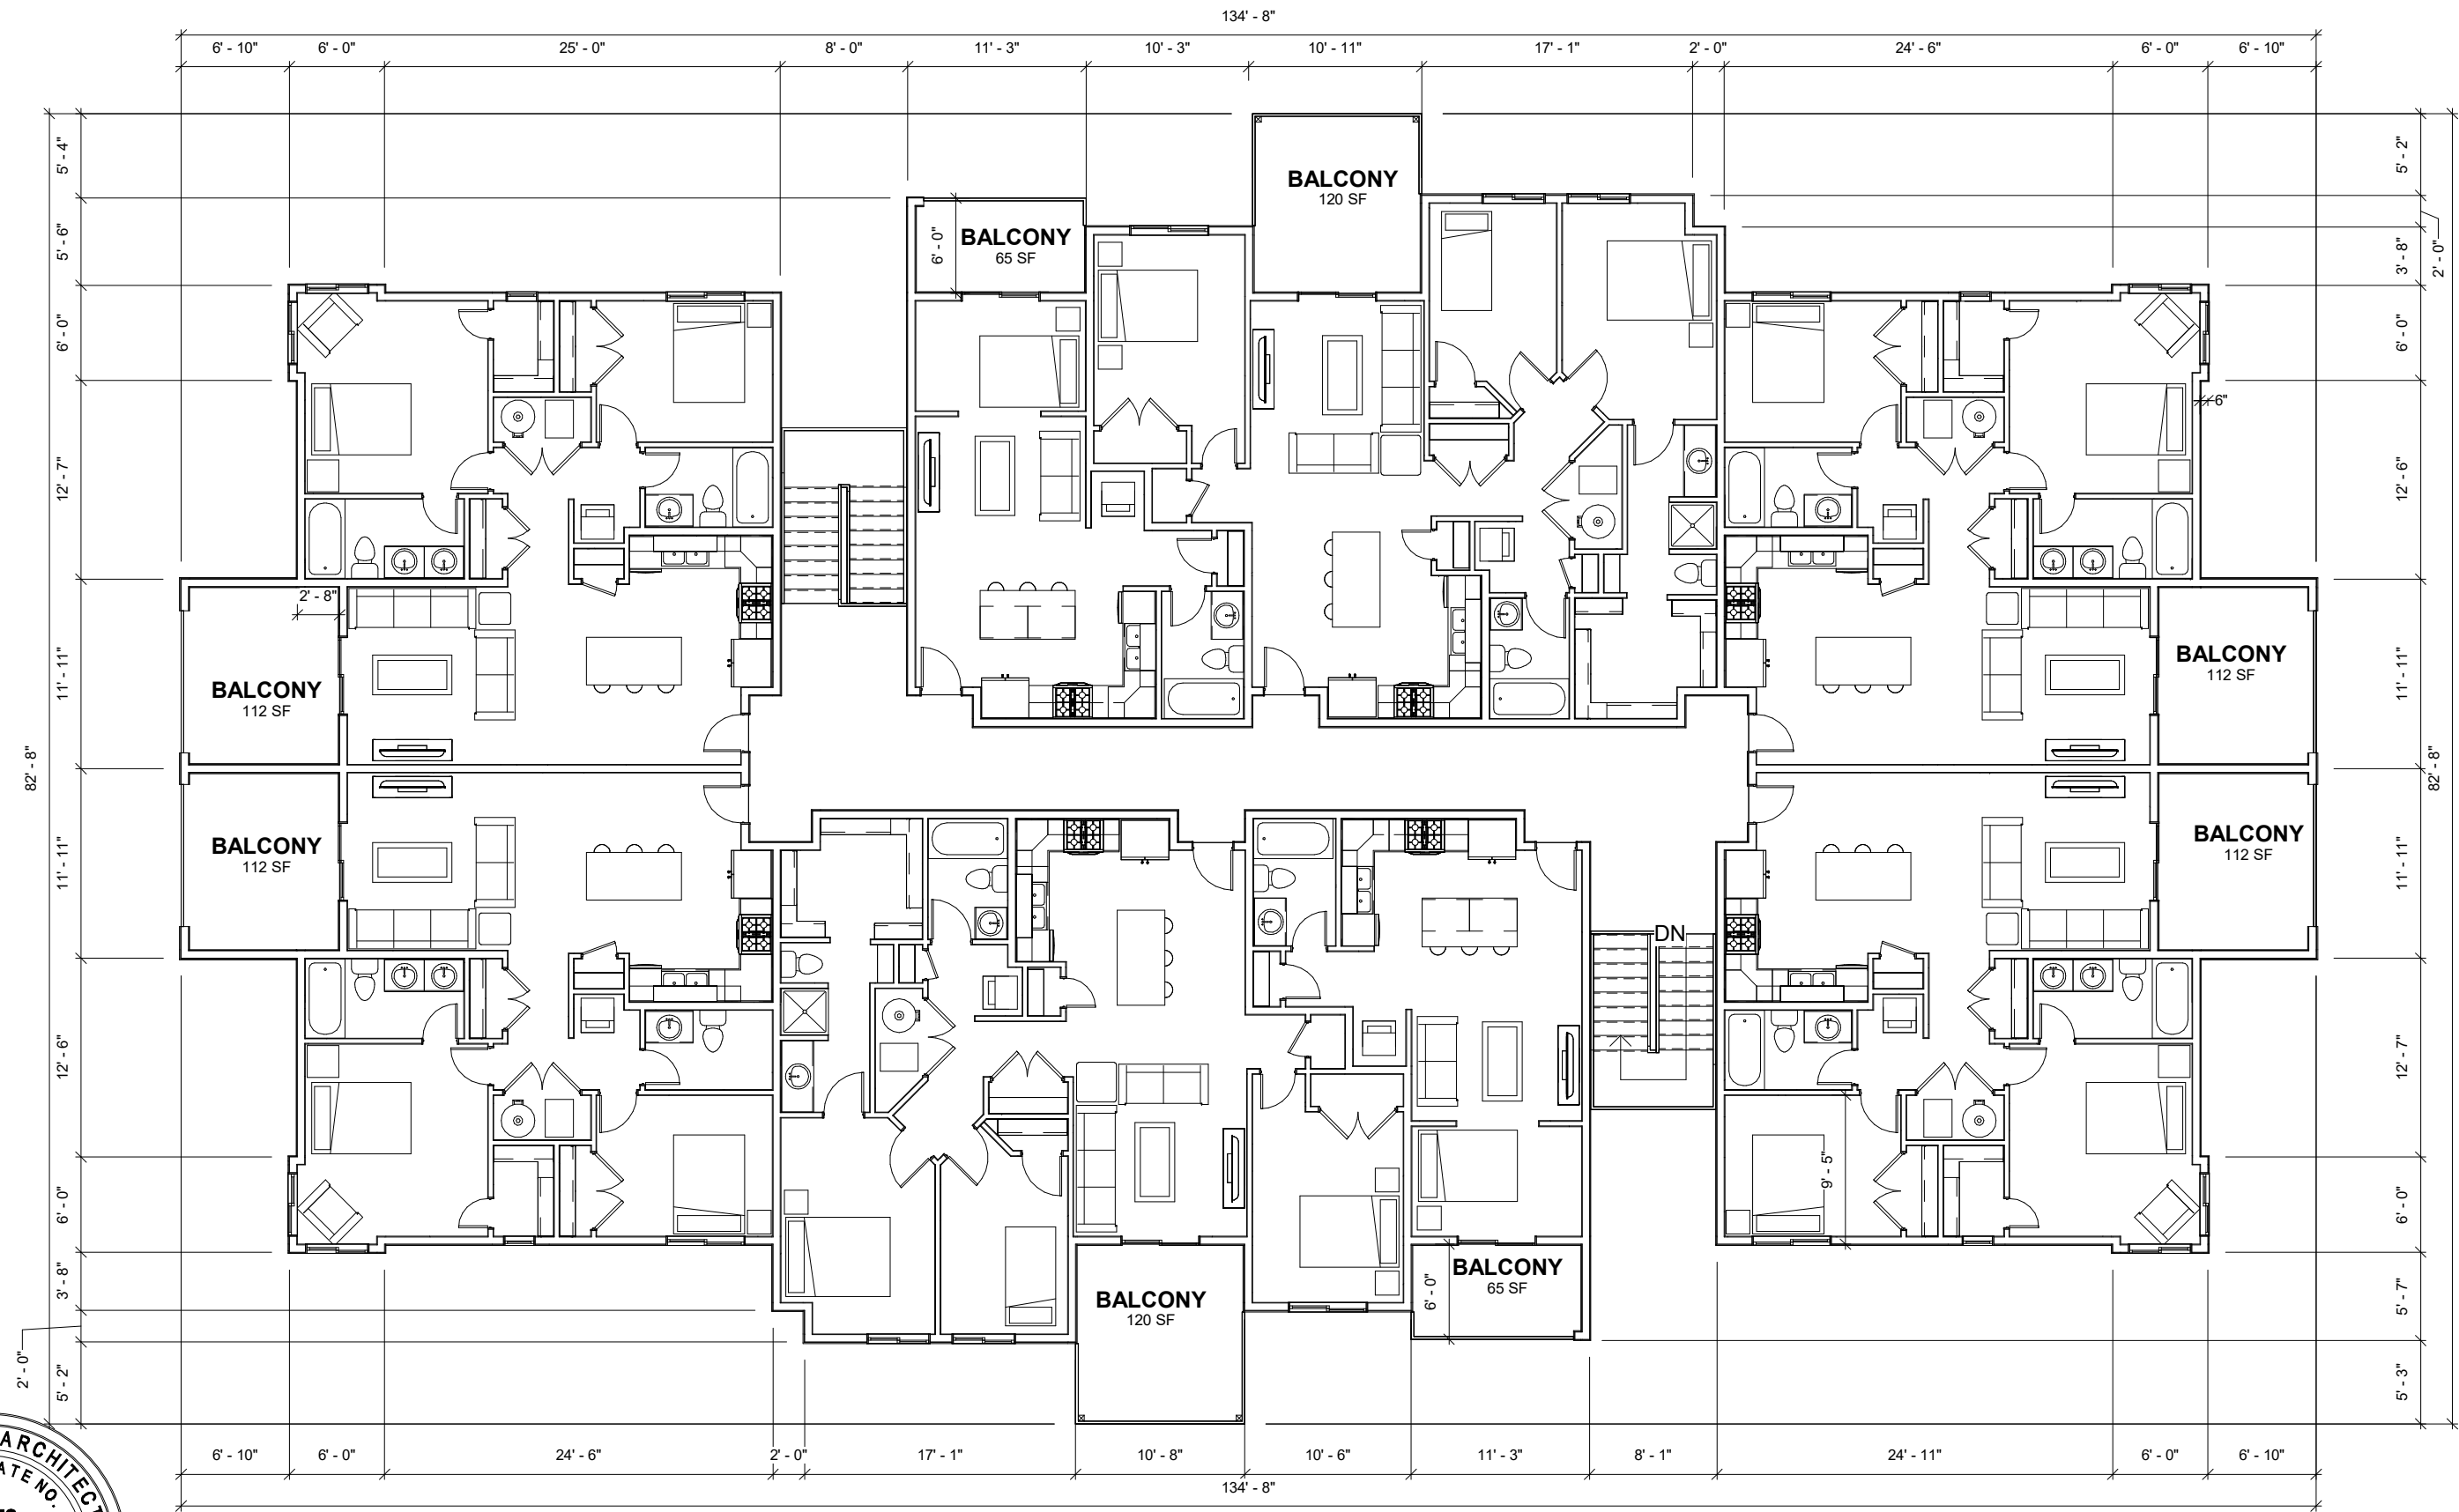 134' - 8"
6' - 10"
6' - 0"
25' - 0"
8' - 0"
11' - 3"
10' - 3"
10' - 11"
17' - 1"
2' - 0"
24' - 6"
6' - 0"
6' - 10"
5' - 4"
5' - 6"
6' - 0"
12' - 7"
11' - 11"
82' - 8"
11' - 11"
12' - 6"
6' - 0"
3' - 8"
2' - 0"
5' - 2"
5' - 2"
3' - 8"
2' - 0"
6' - 0"
12' - 6"
11' - 11"
82' - 8"
11' - 11"
12' - 7"
6' - 0"
5' - 7"
5' - 3"
BALCONY
120 SF
6' - 0"
BALCONY
65 SF
6"
2' - 8"
BALCONY
112 SF
BALCONY
112 SF
BALCONY
112 SF
BALCONY
112 SF
DN
9' - 5"
BALCONY
120 SF
6' - 0"
BALCONY
65 SF
6' - 10"
6' - 0"
24' - 6"
2' - 0"
17' - 1"
10' - 8"
10' - 6"
11' - 3"
8' - 1"
24' - 11"
6' - 0"
6' - 10"
134' - 8"
ARCHITECT
ATE NO.